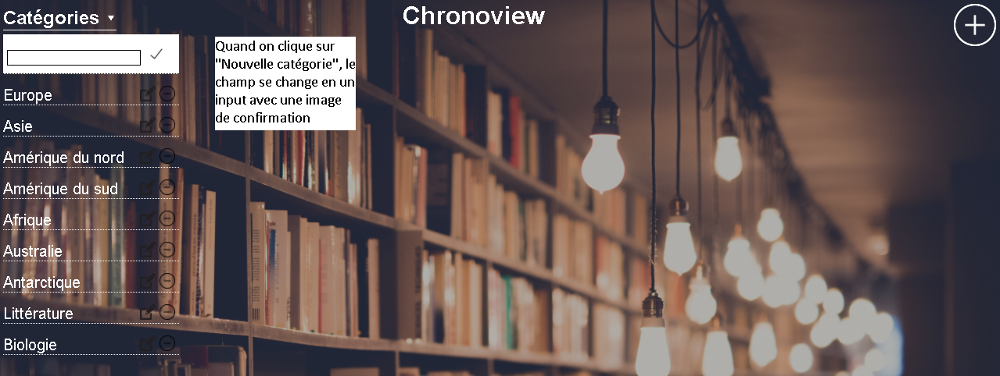 Catégories
Chronoview
Quand on clique sur
"Nouvelle catégorie", le
champ se change en un
input avec une image
de confirmation
Europe
Asie
Amérique du nord
Amérique du sud
Afrique
Australie
Antarctique
Littérature
Biologie